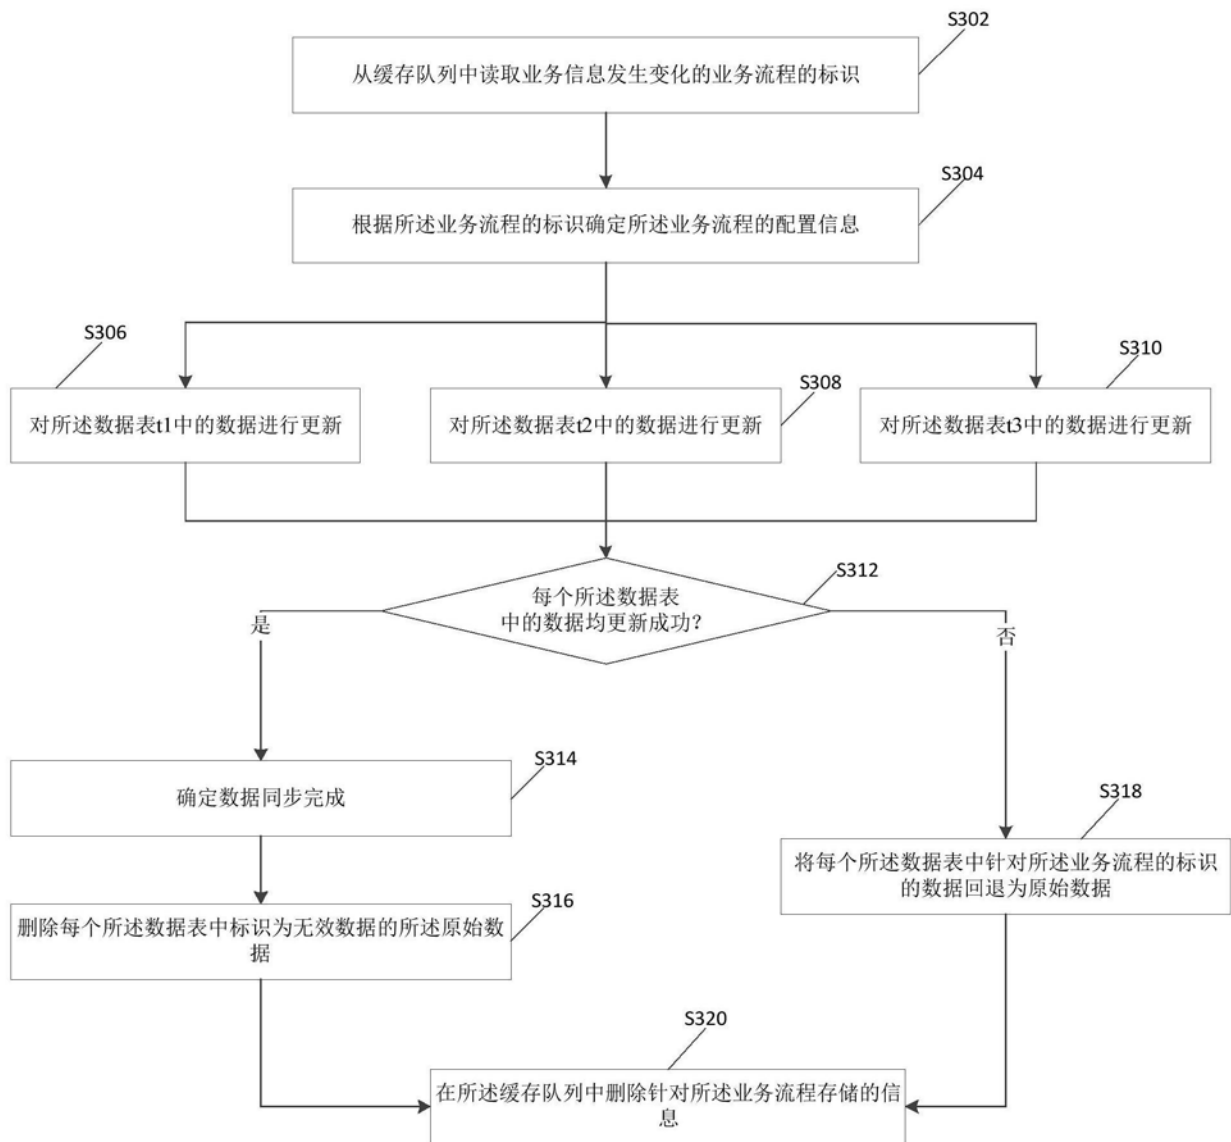 S302
从缓存队列中读取业务信息发生变化的业务流程的标识
S304
根据所述业务流程的标识确定所述业务流程的配置信息
S306
对所述数据表t1中的数据进行更新
S308
对所述数据表t2中的数据进行更新
S310
对所述数据表t3中的数据进行更新
S312
每个所述数据表
中的数据均更新成功？
是
否
S314
确定数据同步完成
S316
删除每个所述数据表中标识为无效数据的所述原始数
据
S318
将每个所述数据表中针对所述业务流程的标识
的数据回退为原始数据
S320
在所述缓存队列中删除针对所述业务流程存储的信
息